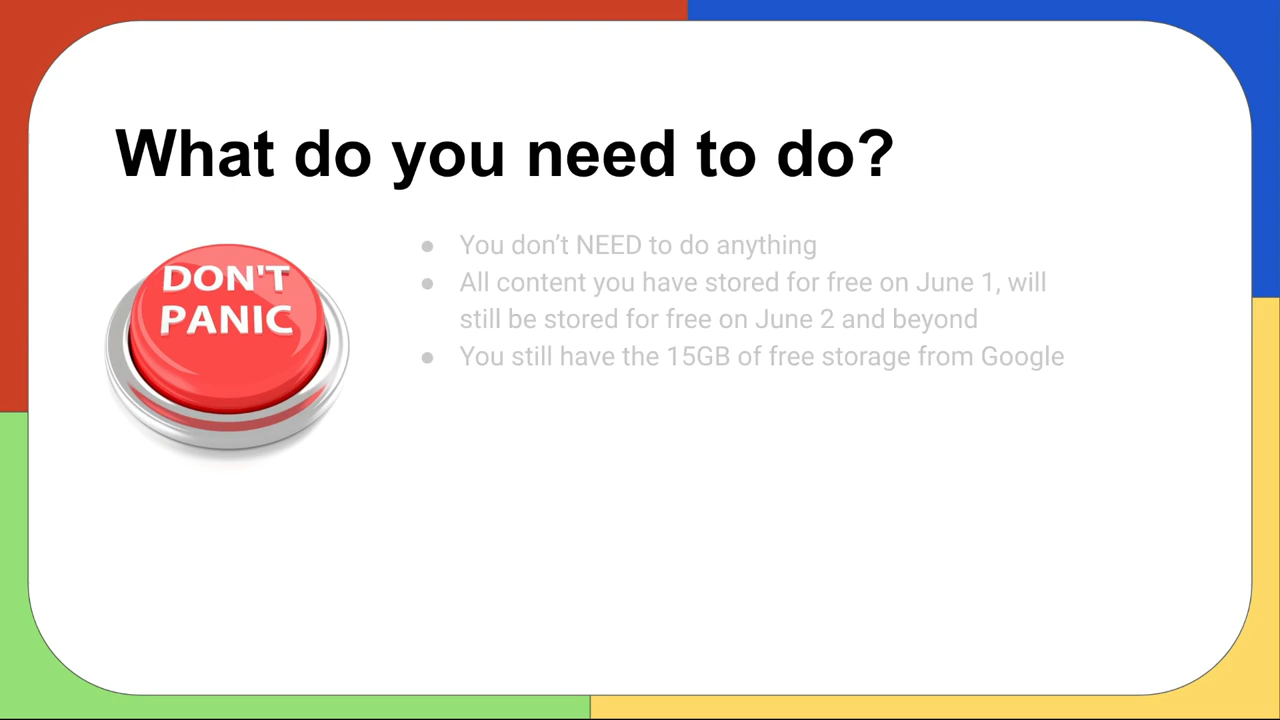 What do you need to do?
DON'T
PANIC
● You don’t NEED to do anything
● All content you have stored for free on June 1, will
still be stored for free on June 2 and beyond
● You still have the 15GB of free storage from Google